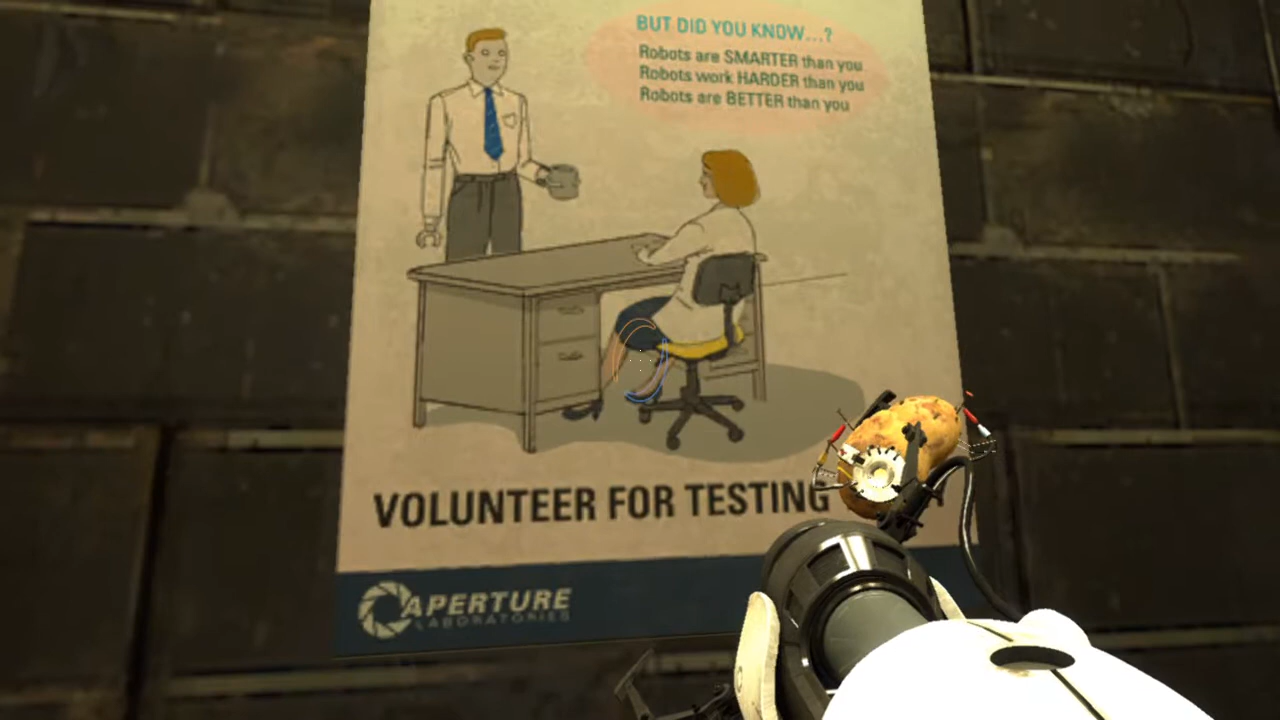 BUT DID YOU KNOW...?
Robots are SMARTER than you
Robots work HARDER than you
Robots are BETTER than you
VOLUNTEER FOR TESTING
APERTURE
LABORATORIES